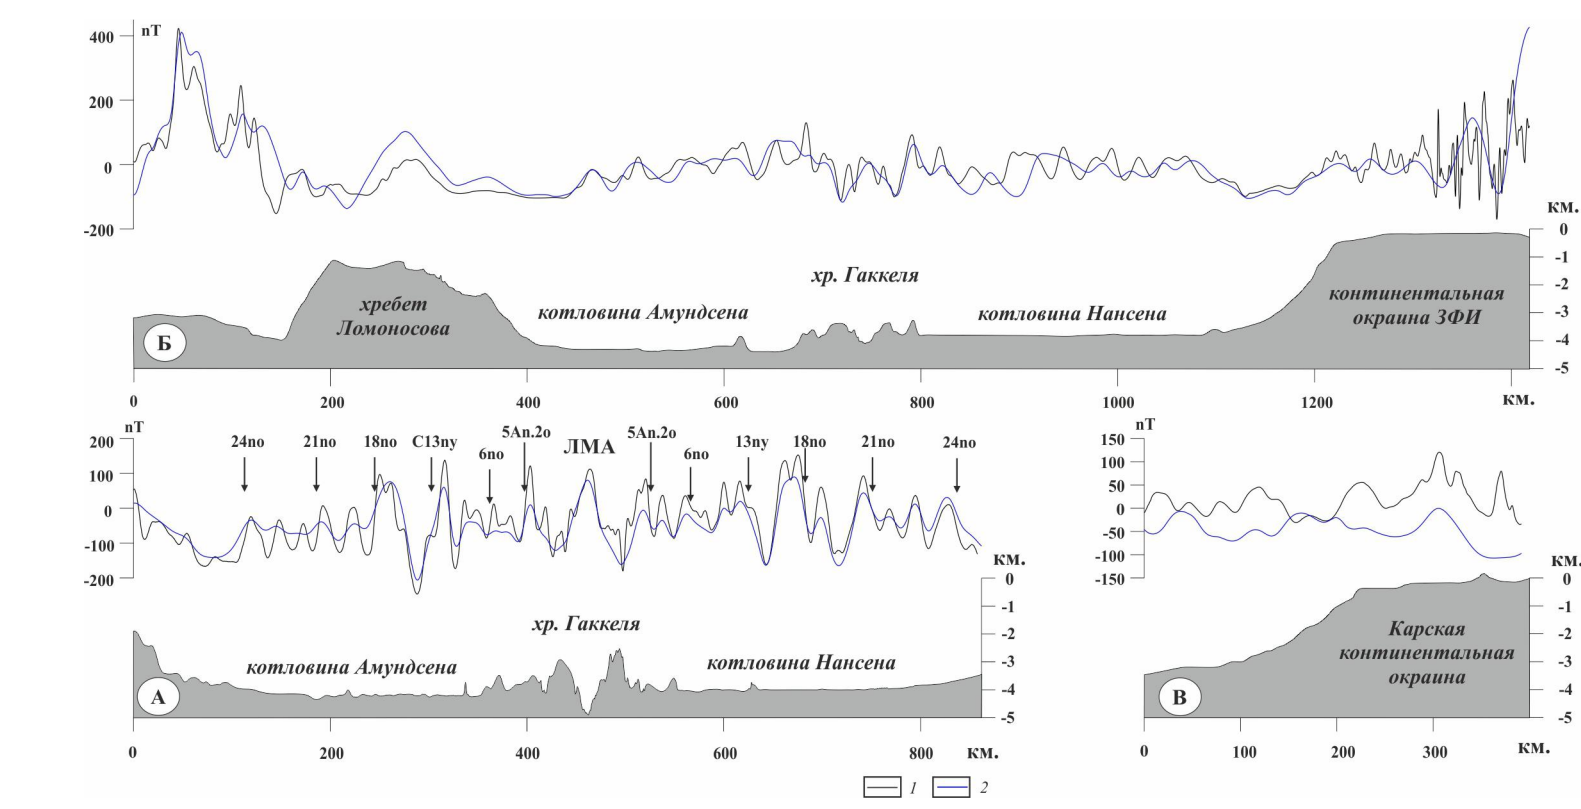 nT
400
200
0
-200
км.
0
-1
-2
-3
-4
-5
хр. Гаккеля
хребет
Ломоносова
котловина Амундсена
котловина Нансена
континентальная
окраина ЗФИ
Б
0 200 400 600 800 1000 1200 км.
nT
200
100
0
-100
-200
24no 21no 18no C13ny 6no 5An.2o ЛМА 5An.2o 6no 13ny 18no 21no 24no
км.
0
-1
-2
-3
-4
-5
хр. Гаккеля
котловина Амундсена
котловина Нансена
А
0 200 400 600 800 км.
nT
150
100
50
0
-50
-100
-150
км.
0
-1
-2
-3
-4
-5
Карская
континентальная
окраина
В
0 100 200 300 км.
1 2